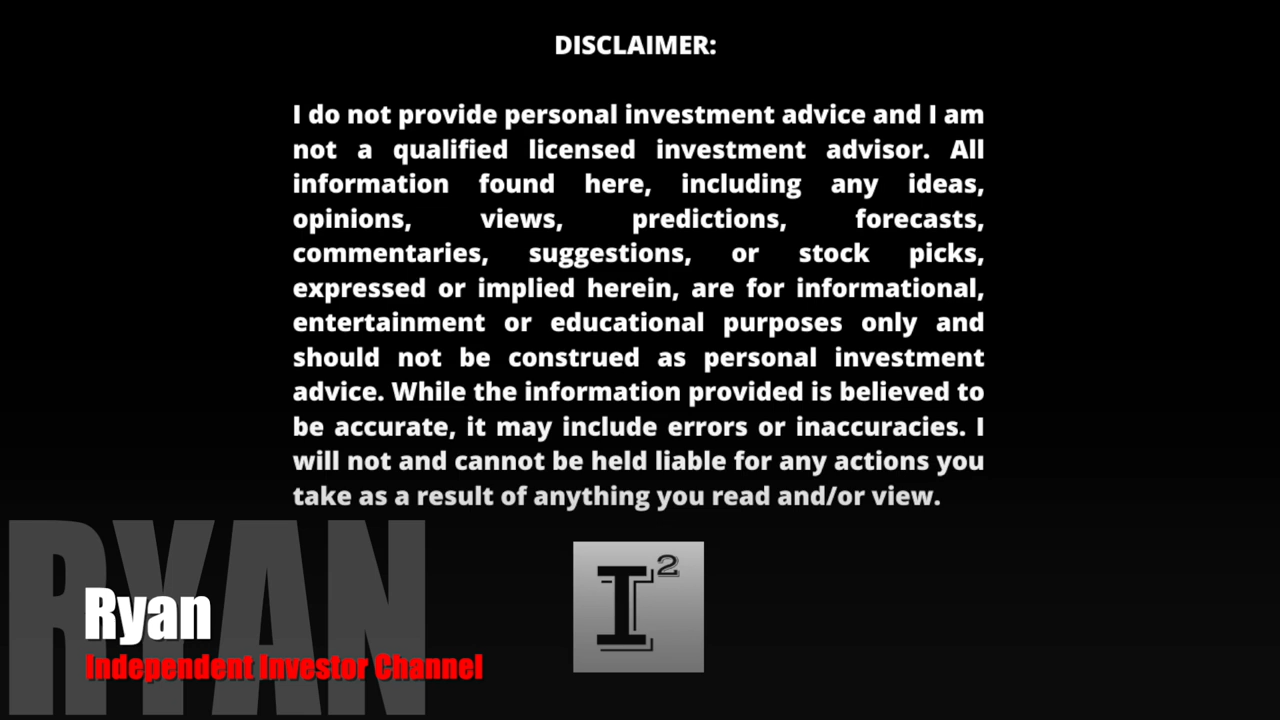 DISCLAIMER:
I do not provide personal investment advice and I am
not a qualified licensed investment advisor. All
information found here, including any ideas,
opinions, views, predictions, forecasts,
commentaries, suggestions, or stock picks,
expressed or implied herein, are for informational,
entertainment or educational purposes only and
should not be construed as personal investment
advice. While the information provided is believed to
be accurate, it may include errors or inaccuracies. I
will not and cannot be held liable for any actions you
take as a result of anything you read and/or view.
RYAN
Ryan
Independent Investor Channel
I²